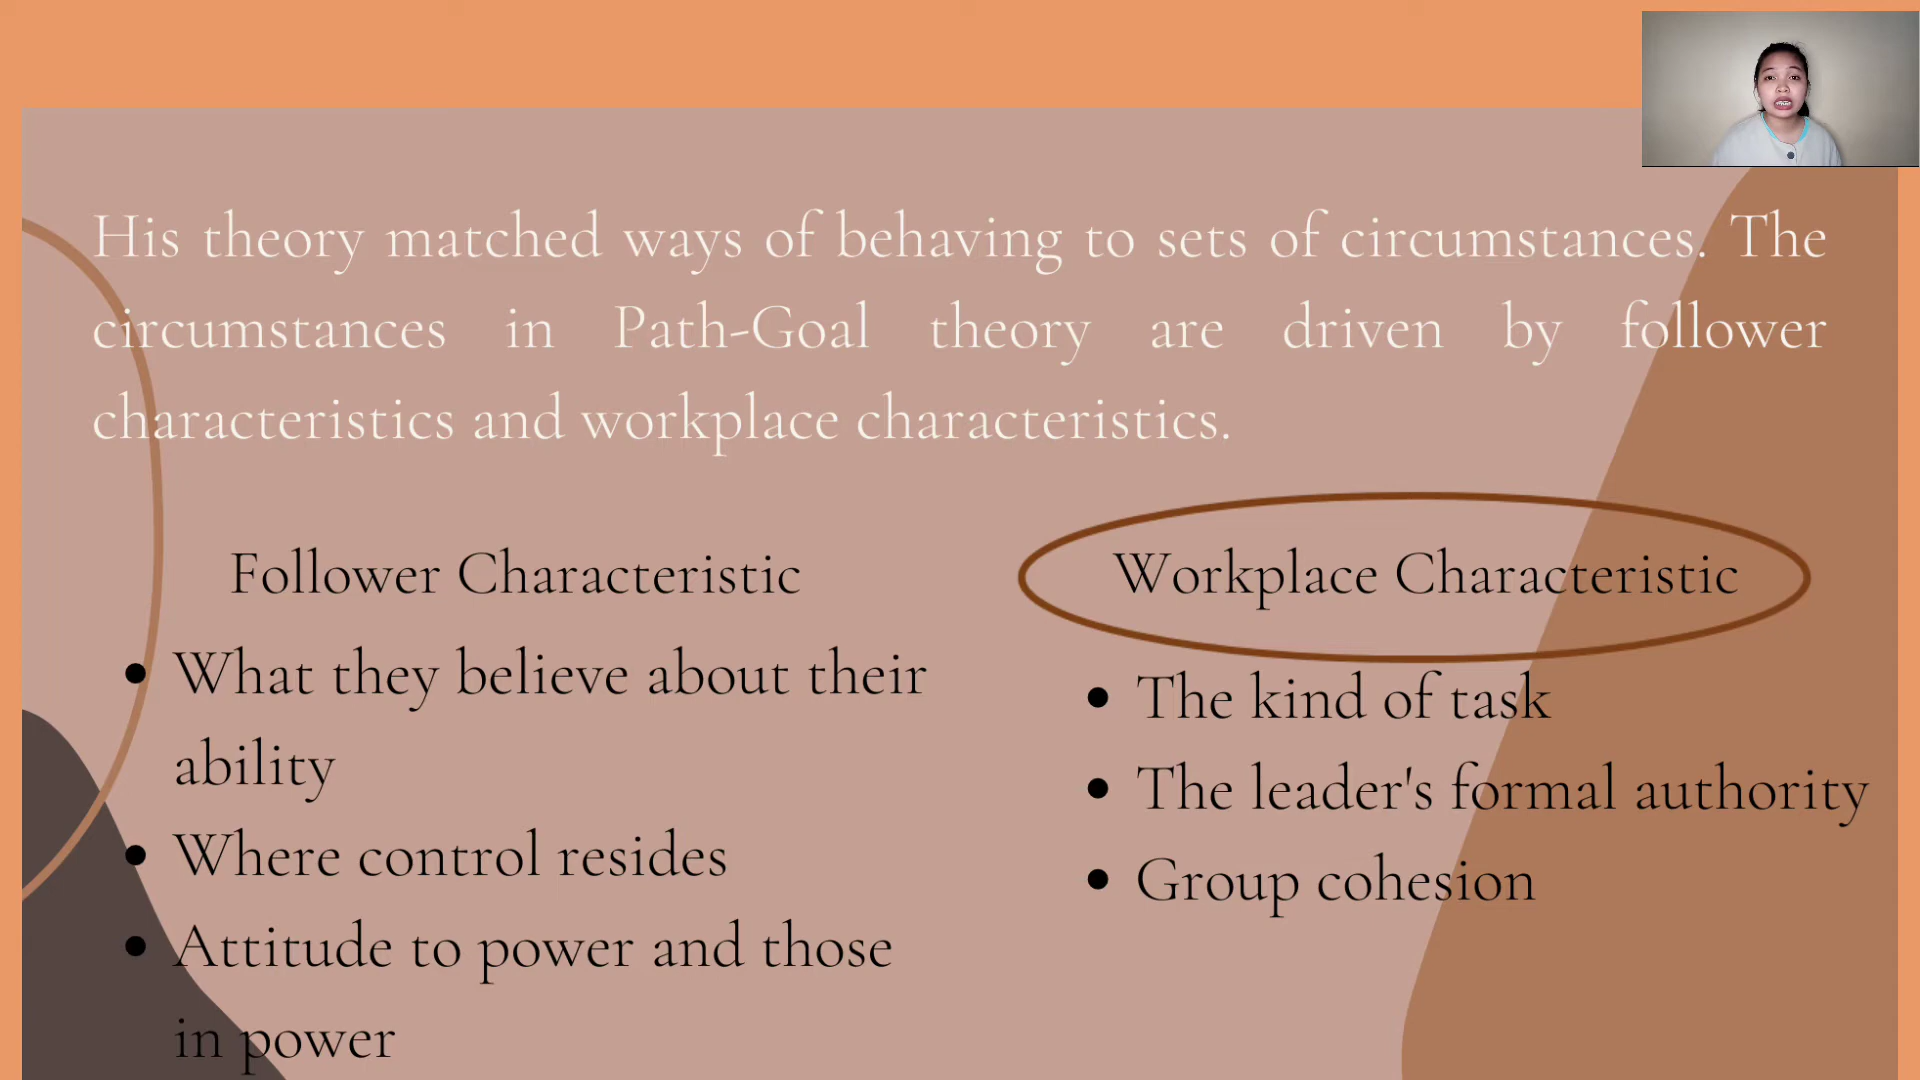 His theory matched ways of behaving to sets of circumstances. The
circumstances in Path-Goal theory are driven by follower
characteristics and workplace characteristics.
Follower Characteristic
• What they believe about their
ability
• Where control resides
• Attitude to power and those
in power
Workplace Characteristic
• The kind of task
• The leader's formal authority
• Group cohesion